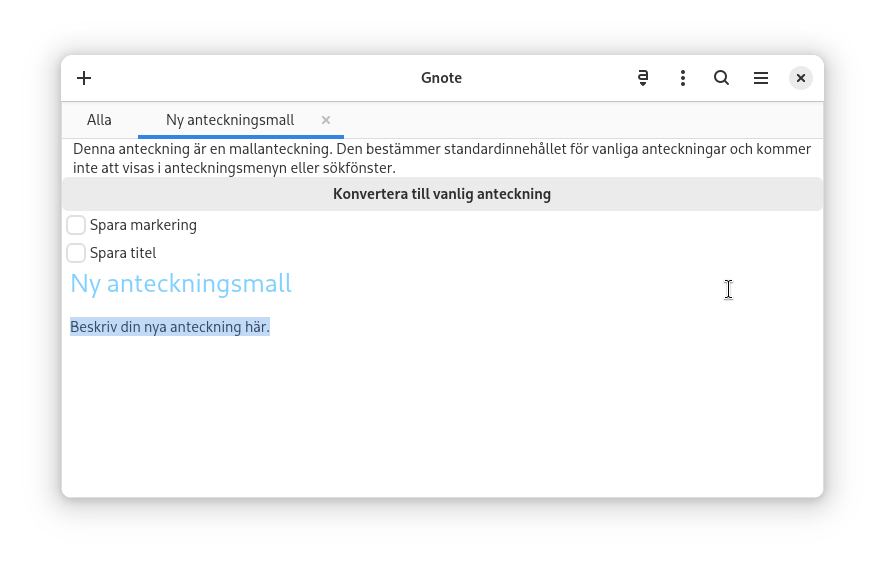 Gnote
Alla
Ny anteckningsmall
Denna anteckning är en mallanteckning. Den bestämmer standardinnehållet för vanliga anteckningar och kommer
inte att visas i anteckningsmenyn eller sökfönster.
Konvertera till vanlig anteckning
Spara markering
Spara titel
Ny anteckningsmall
Beskriv din nya anteckning här.